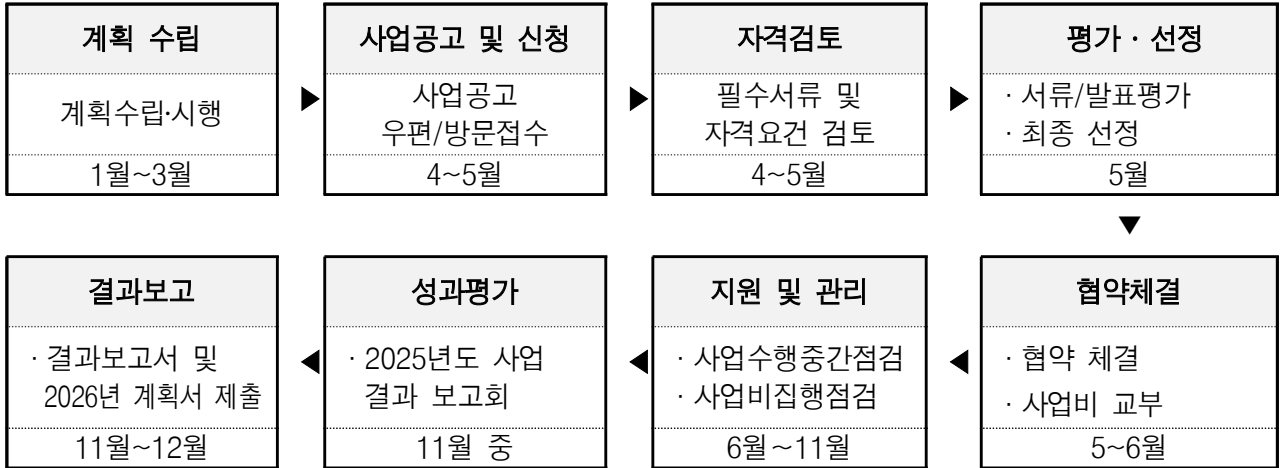 계획 수립
계획수립·시행
1월~3월
▶
사업공고 및 신청
사업공고
우편/방문접수
4~5월
▶
자격검토
필수서류 및
자격요건 검토
4~5월
▶
평가 · 선정
· 서류/발표평가
· 최종 선정
5월
▼
협약체결
· 협약 체결
· 사업비 교부
5~6월
◀
지원 및 관리
· 사업수행중간점검
· 사업비집행점검
6월~11월
◀
성과평가
· 2025년도 사업
결과 보고회
11월 중
◀
결과보고
· 결과보고서 및
2026년 계획서 제출
11월~12월